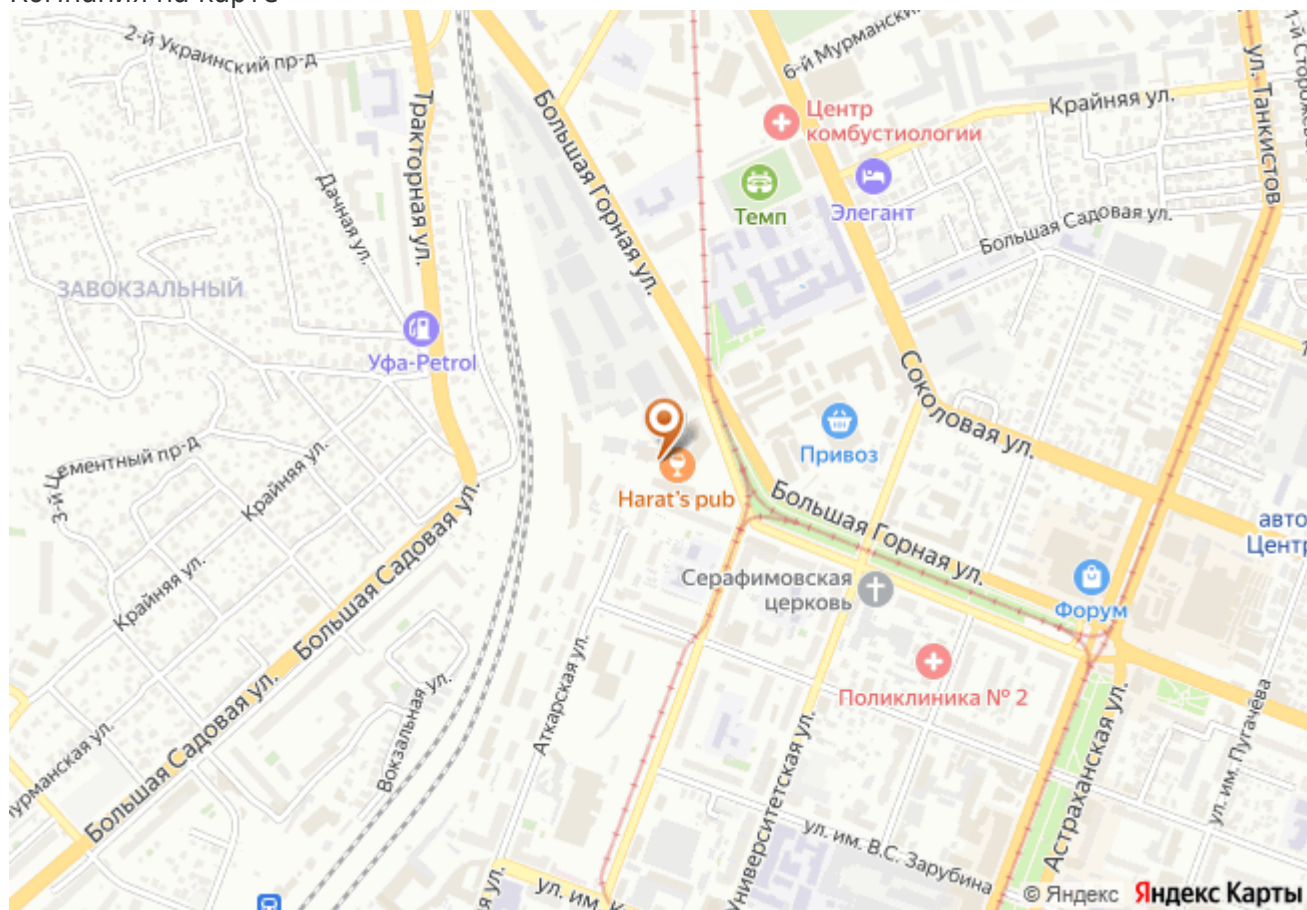 2-й Украинский пр-д
Тракторная ул.
Большая Горная ул.
6-й Мурманский
Центр
комбустиологии
Крайняя ул.
ул. Танкистов
Темп
Элегант
Большая Садовая ул.
Дачная ул.
ЗАВОКЗАЛЬНЫЙ
Уфа-Petrol
Соколовая ул.
Привоз
3-й Цементный пр-д
Крайняя ул.
Harat's pub
Большая Горная ул.
авто
Центр
Серафимовская
церковь
Форум
Крайняя ул.
Большая Садовая ул.
Поликлиника № 2
Аткарская ул.
Вокзальная ул.
Большая Садовая ул.
Университетская ул.
Астраханская ул.
ул. им. Пугачёва
ул. им. В.С. Зарубина
ул. им.
© Яндекс Яндекс Карты